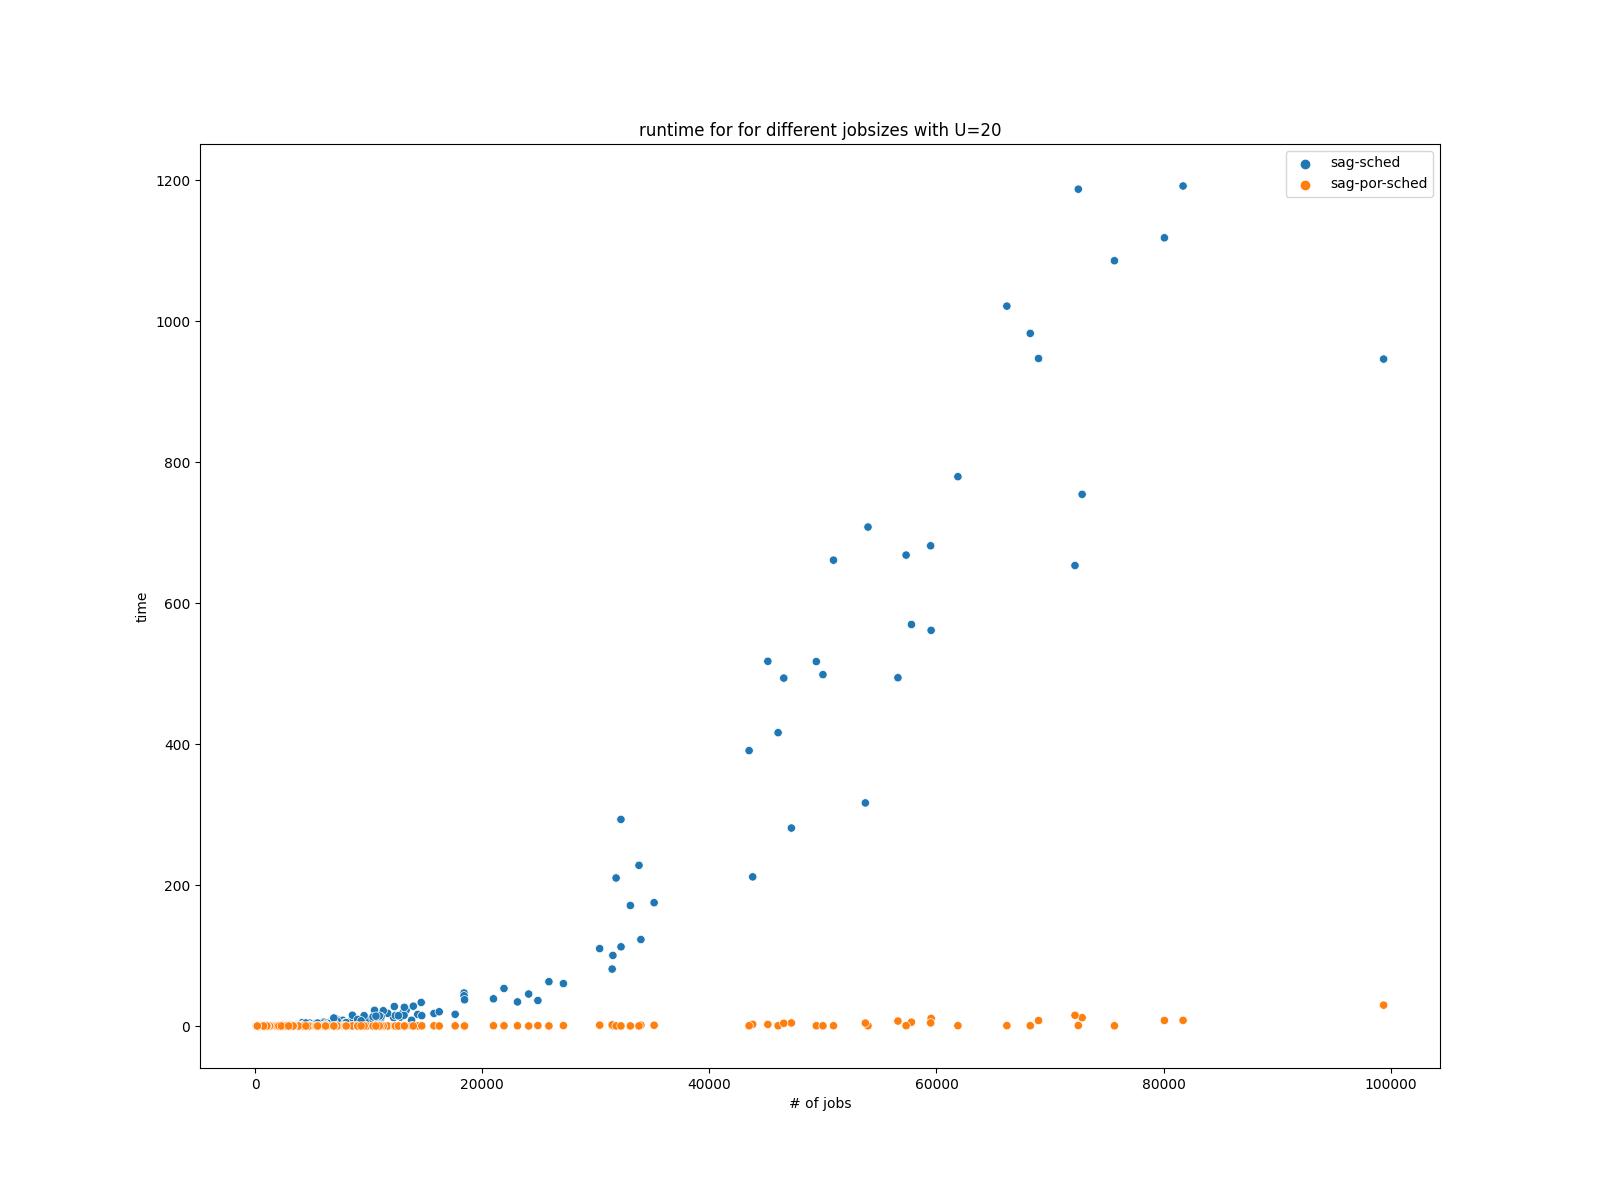 runtime for for different jobsizes with U=20
sag-sched
sag-por-sched
1200
1000
800
600
400
200
0
time
0 20000 40000 60000 80000 100000
# of jobs